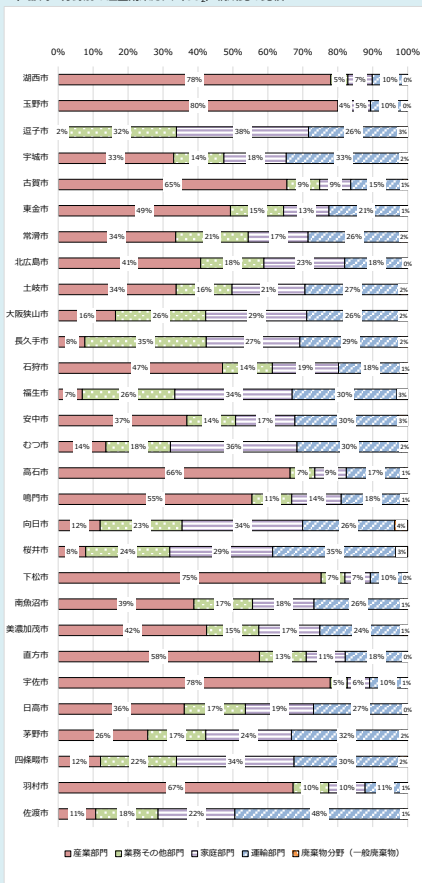 0% 10% 20% 30% 40% 50% 60% 70% 80% 90% 100%
湖西市 78% 5% 7% 10% 0%
玉野市 80% 4% 5% 10% 0%
逗子市 2% 32% 38% 26% 3%
宇城市 33% 14% 18% 33% 2%
古賀市 65% 9% 9% 15% 1%
東金市 49% 15% 13% 21% 1%
常滑市 34% 21% 17% 26% 2%
北広島市 41% 18% 23% 18% 0%
土岐市 34% 16% 21% 27% 2%
大阪狭山市 16% 26% 29% 26% 2%
長久手市 8% 35% 27% 29% 2%
石狩市 47% 14% 19% 18% 1%
福生市 7% 26% 34% 30% 3%
安中市 37% 14% 17% 30% 3%
むつ市 14% 18% 36% 30% 2%
高石市 66% 7% 9% 17% 1%
鳴門市 55% 11% 14% 18% 1%
向日市 12% 23% 34% 26% 4%
桜井市 8% 24% 29% 35% 3%
下松市 75% 7% 7% 10% 0%
南魚沼市 39% 17% 18% 26% 1%
美濃加茂市 42% 15% 17% 24% 1%
直方市 58% 13% 11% 18% 0%
宇佐市 78% 5% 6% 10% 1%
日高市 36% 17% 19% 27% 0%
茅野市 26% 17% 24% 32% 2%
四條畷市 12% 22% 34% 30% 2%
羽村市 67% 10% 10% 11% 1%
佐渡市 11% 18% 22% 48% 1%
産業部門 業務その他部門 家庭部門 運輸部門 廃棄物分野（一般廃棄物）